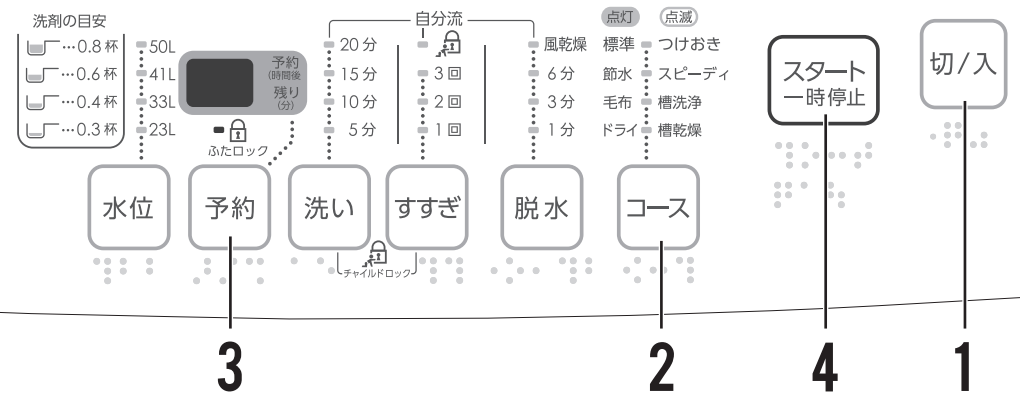 洗剤の目安
…0.8杯 50L
…0.6杯 41L
…0.4杯 33L
…0.3杯 23L
予約
(時間後)
残り
(分)
ふたロック
自分流
20分
15分
10分
5分
3回
2回
1回
風乾燥
6分
3分
1分
点灯 点滅
標準 つけおき
節水 スピーディ
毛布 槽洗浄
ドライ 槽乾燥
スタート
一時停止
切/入
水位
予約
洗い
すすぎ
脱水
コース
チャイルドロック
3
2
4
1